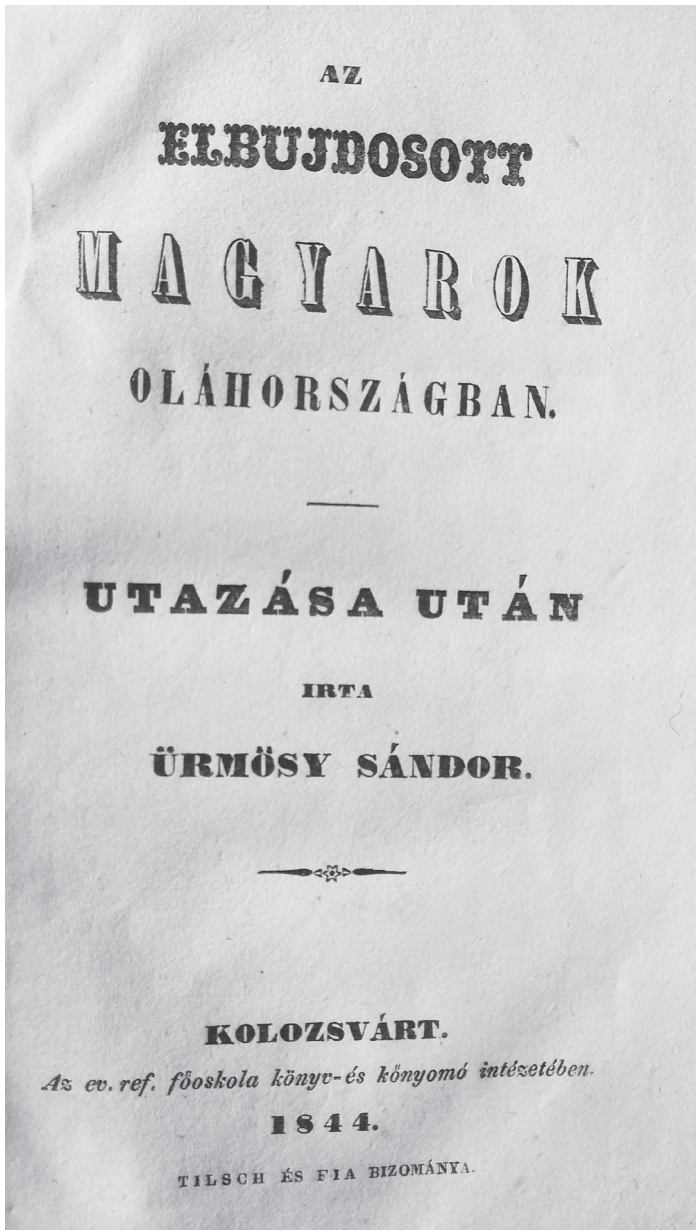 AZ
ELBUJDOSOTT
MAGYAROK
OLÁHORSZÁGBAN.
UTAZÁSA UTÁN
IRTA
ÜRMÖSY SÁNDOR.
KOLOZSVÁRT.
Az ev. ref. főoskola könyv-és kőnyomó intézetében.
1844.
TILSCH ÉS FIA BIZOMÁNYA.